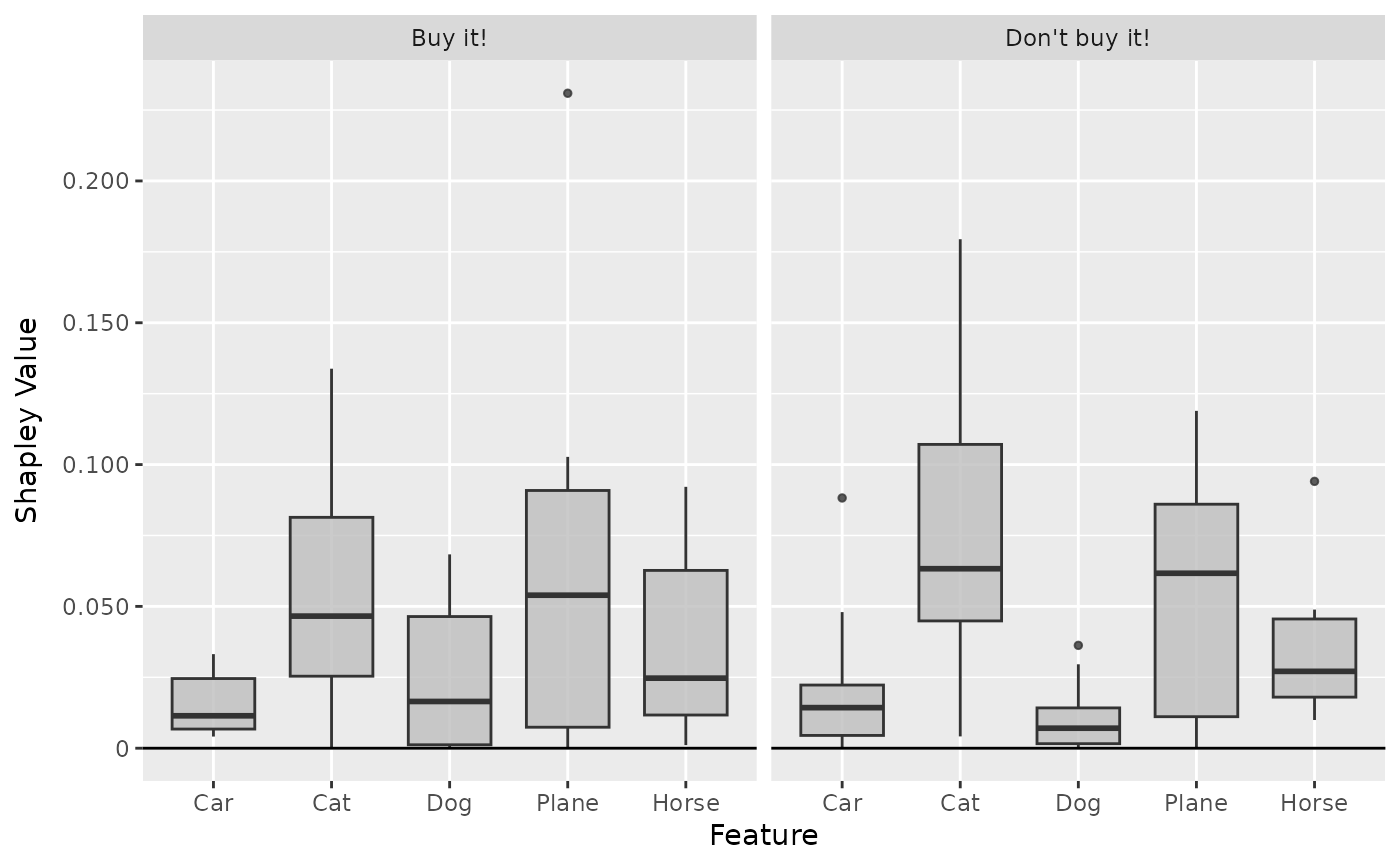 Buy it!
Don't buy it!
0.200
0.150
0.100
0.050
0
Shapley Value
Car Cat Dog Plane Horse
Car Cat Dog Plane Horse
Feature